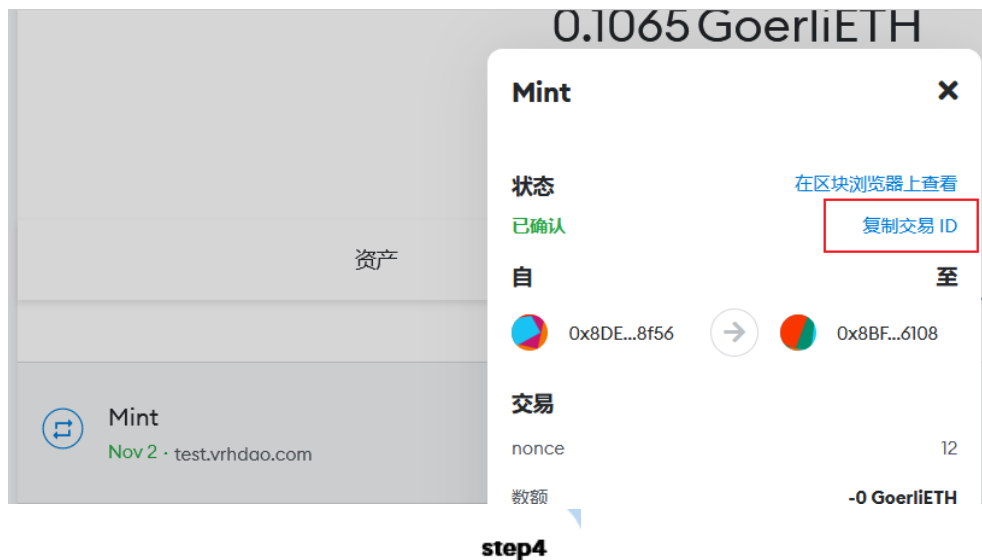 0.1065 GoerliETH
Mint
状态
在区块浏览器上查看
已确认
复制交易 ID
自
至
0x8DE...8f56
0x8BF...6108
交易
nonce
12
数额
-0 GoerliETH
资产
Mint
Nov 2 · test.vrhdao.com
step4